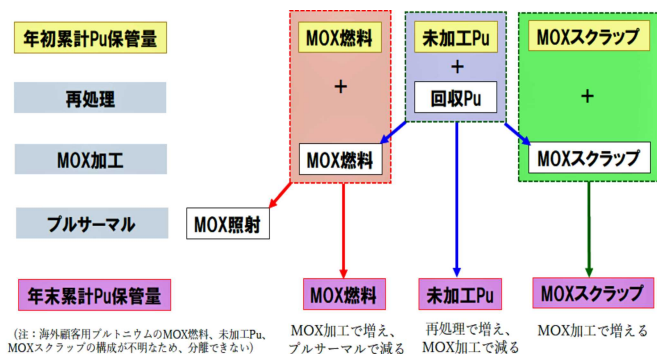 年初累計Pu保管量
MOX燃料
未加工Pu
MOXスクラップ
+
+
+
再処理
回収Pu
MOX加工
MOX燃料
MOXスクラップ
プルサーマル
MOX照射
年末累計Pu保管量
MOX燃料
未加工Pu
MOXスクラップ
(注：海外顧客用プルトニウムのMOX燃料、未加工Pu、
MOXスクラップの構成が不明なため、分離できない)
MOX加工で増え、
プルサーマルで減る
再処理で増え、
MOX加工で減る
MOX加工で増える